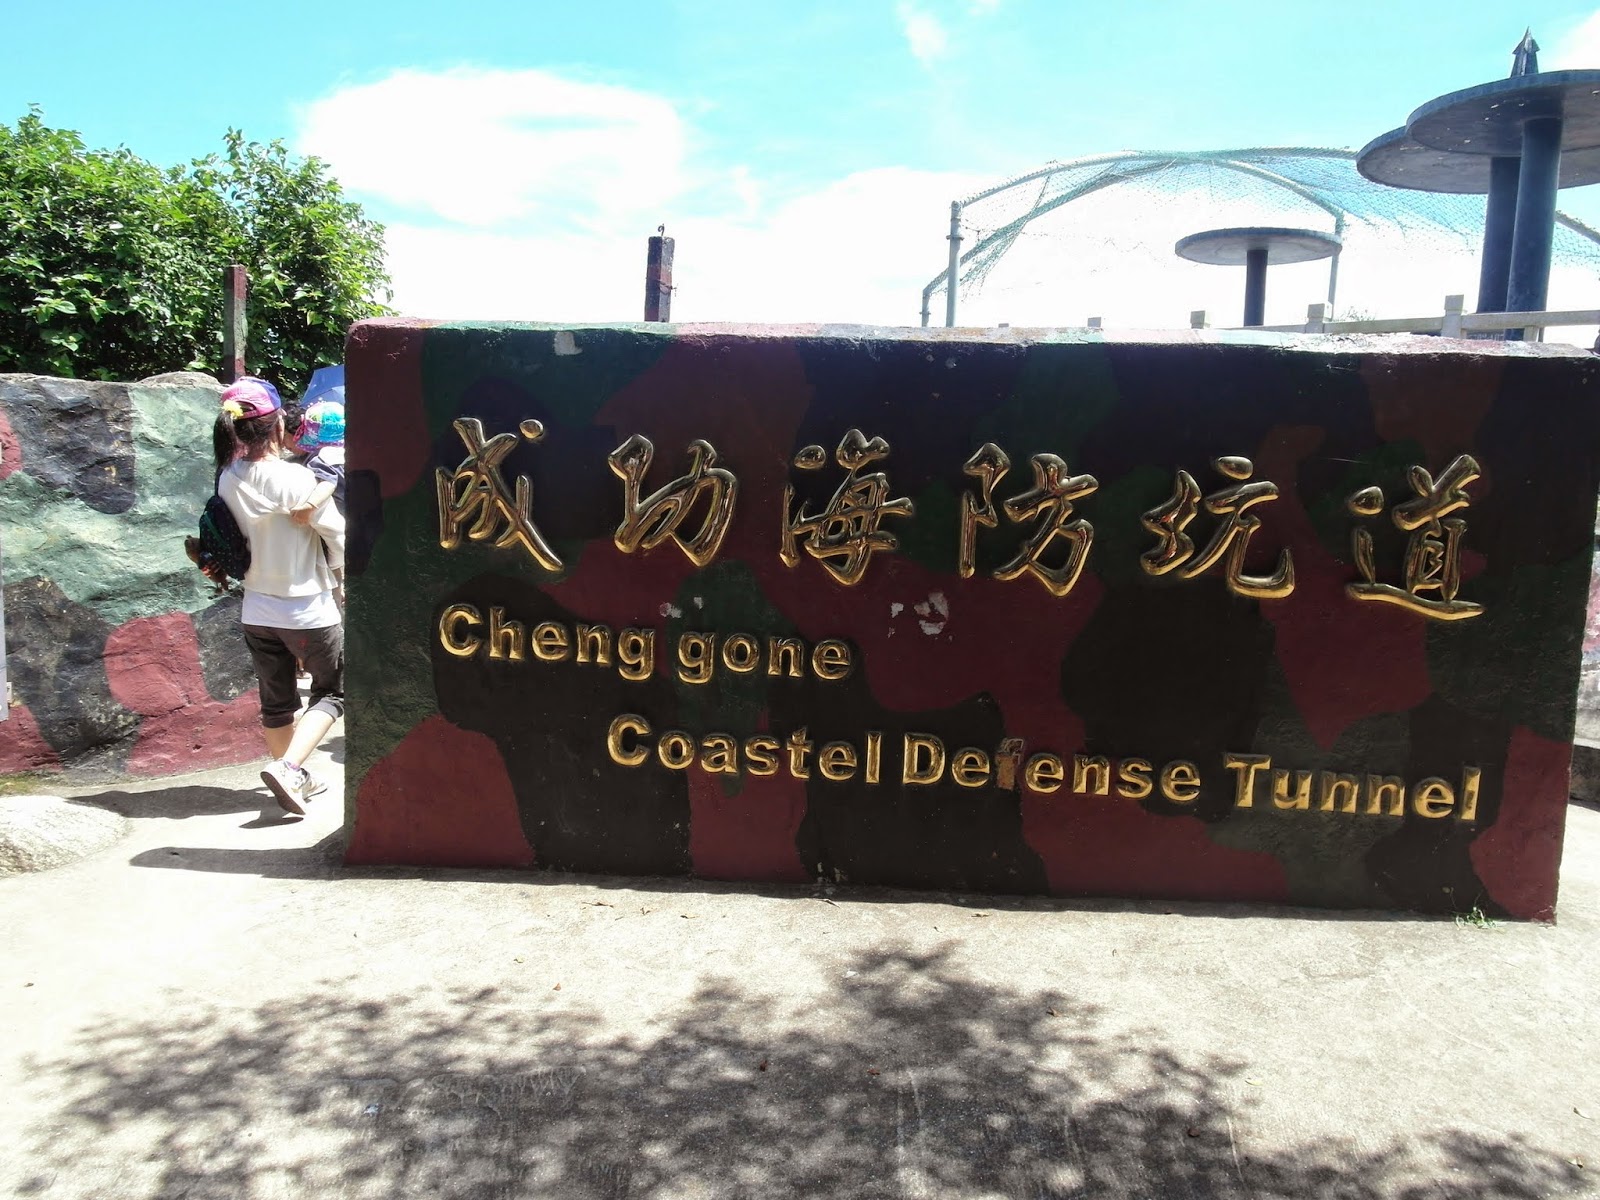 成功海防坑道
Cheng gone
Coastel Defense Tunnel